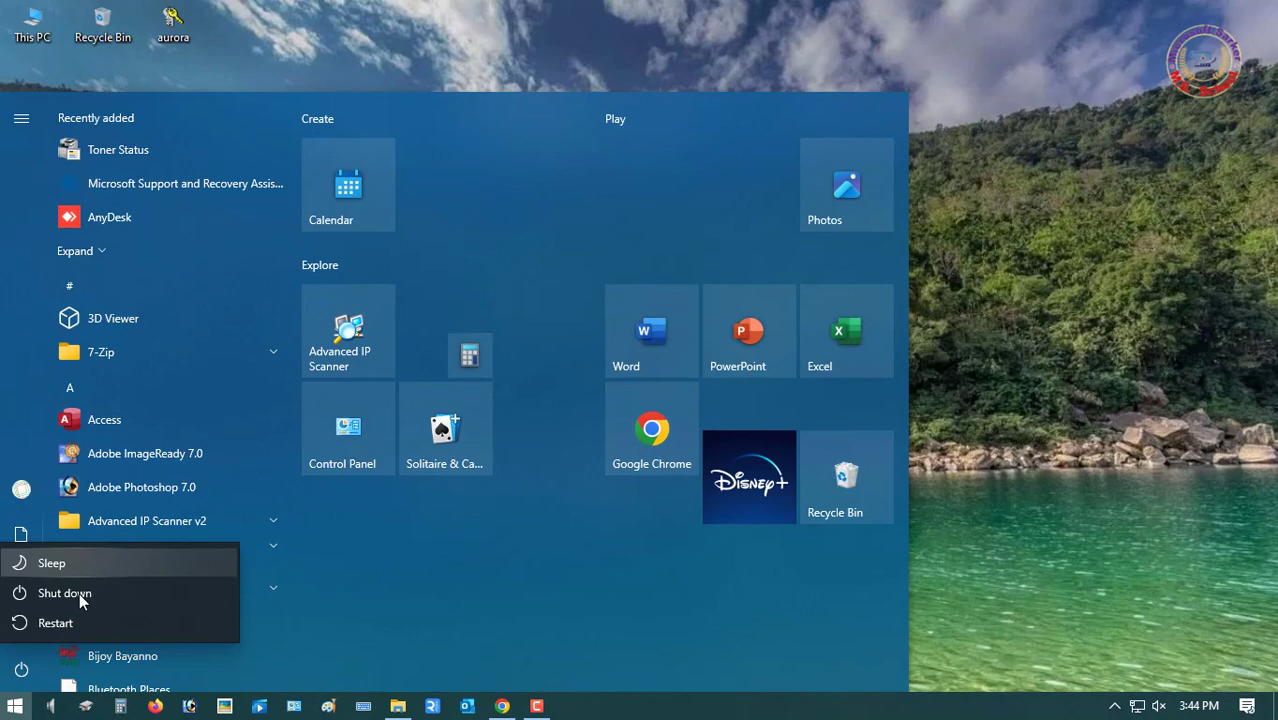 This PC
Recycle Bin
aurora
Recently added
Toner Status
Microsoft Support and Recovery Assis...
AnyDesk
Expand
#
3D Viewer
7-Zip
A
Access
Adobe ImageReady 7.0
Adobe Photoshop 7.0
Advanced IP Scanner v2
Sleep
Shut down
Restart
Bijoy Bayanno
Bluetooth Places
Create
Calendar
Explore
Advanced IP
Scanner
Control Panel
Solitaire & Ca...
Play
Photos
Word
PowerPoint
Excel
Google Chrome
Disney+
Recycle Bin
3:44 PM